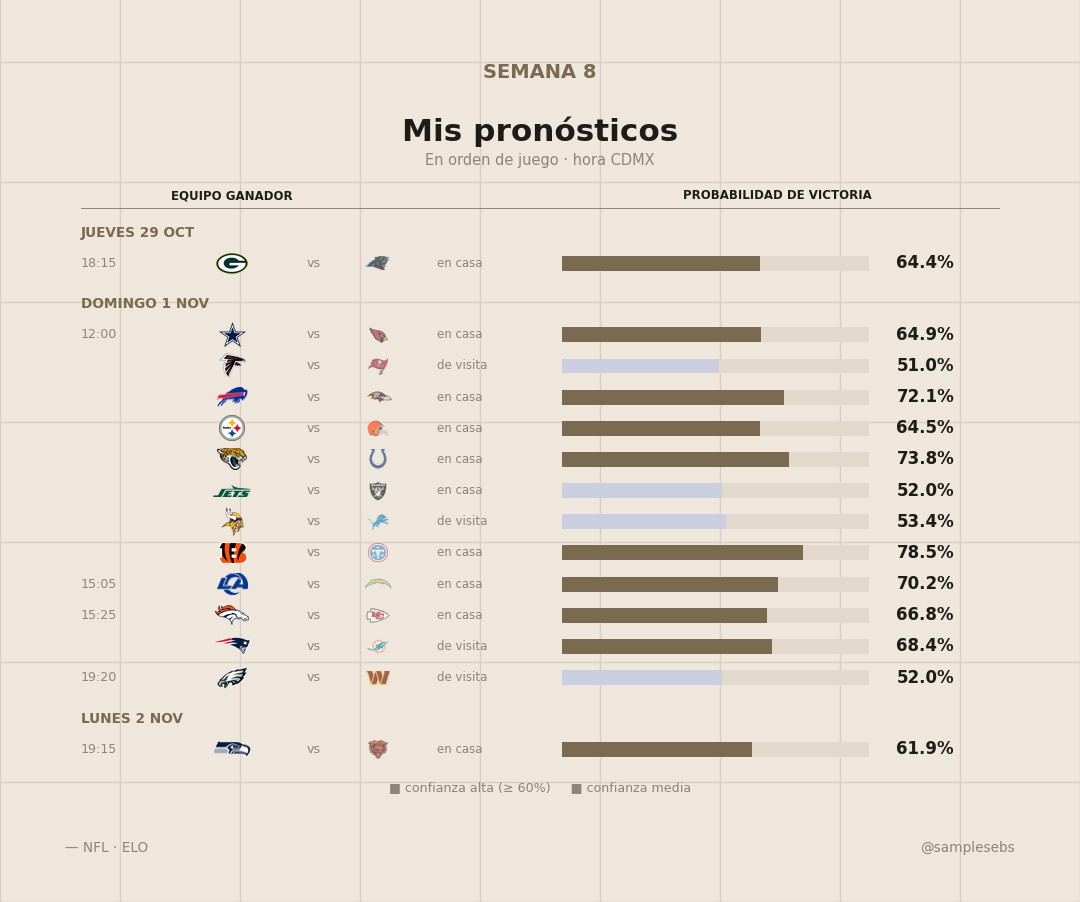 SEMANA 8
Mis pronósticos
En orden de juego · hora CDMX
EQUIPO GANADOR PROBABILIDAD DE VICTORIA
JUEVES 29 OCT
18:15 vs en casa 64.4%
DOMINGO 1 NOV
12:00 vs en casa 64.9%
vs de visita 51.0%
vs en casa 72.1%
vs en casa 64.5%
vs en casa 73.8%
JETS vs en casa 52.0%
vs de visita 53.4%
vs en casa 78.5%
15:05 vs en casa 70.2%
15:25 vs en casa 66.8%
vs de visita 68.4%
19:20 vs de visita 52.0%
LUNES 2 NOV
19:15 vs en casa 61.9%
■ confianza alta (≥ 60%) ■ confianza media
— NFL · ELO @samplesebs